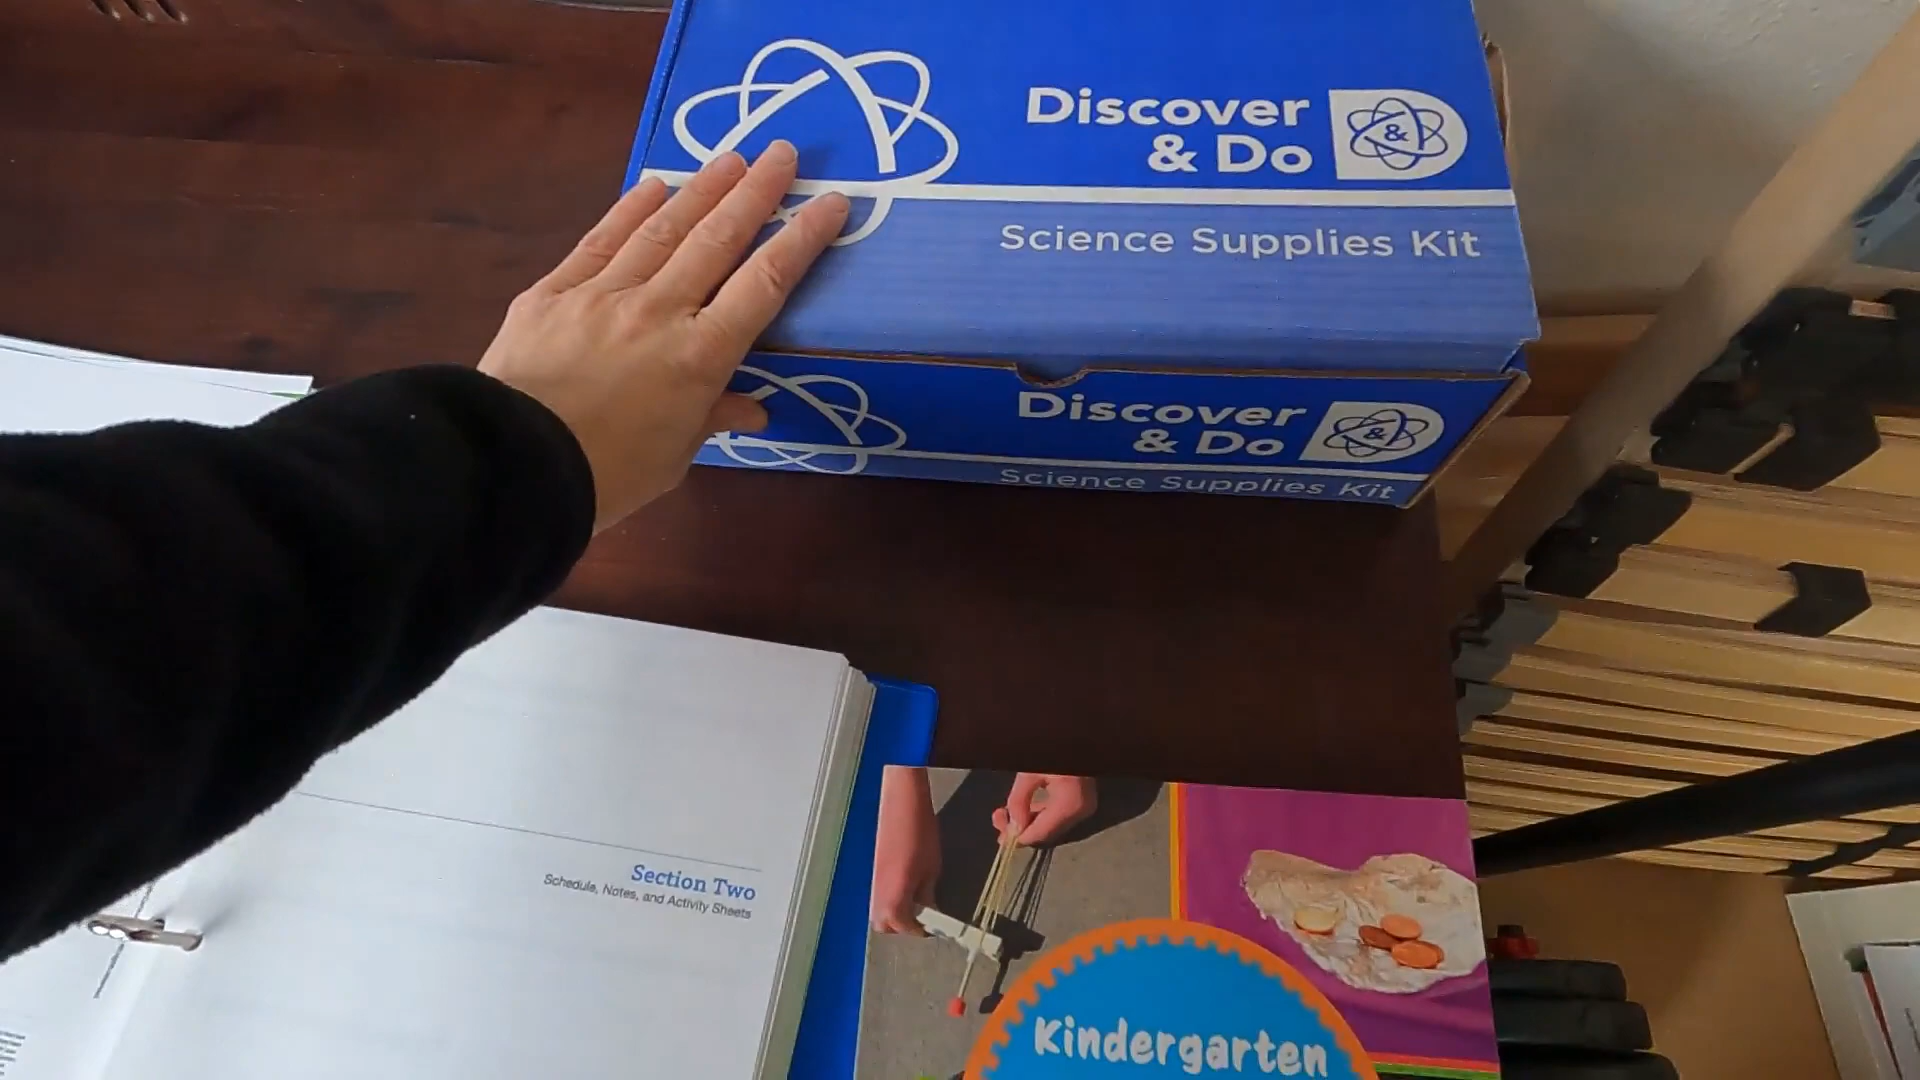 Discover
& Do
&
Science Supplies Kit
Discover
& Do
&
Science Supplies Kit
Section Two
Schedule, Notes, and Activity Sheets
Kindergarten